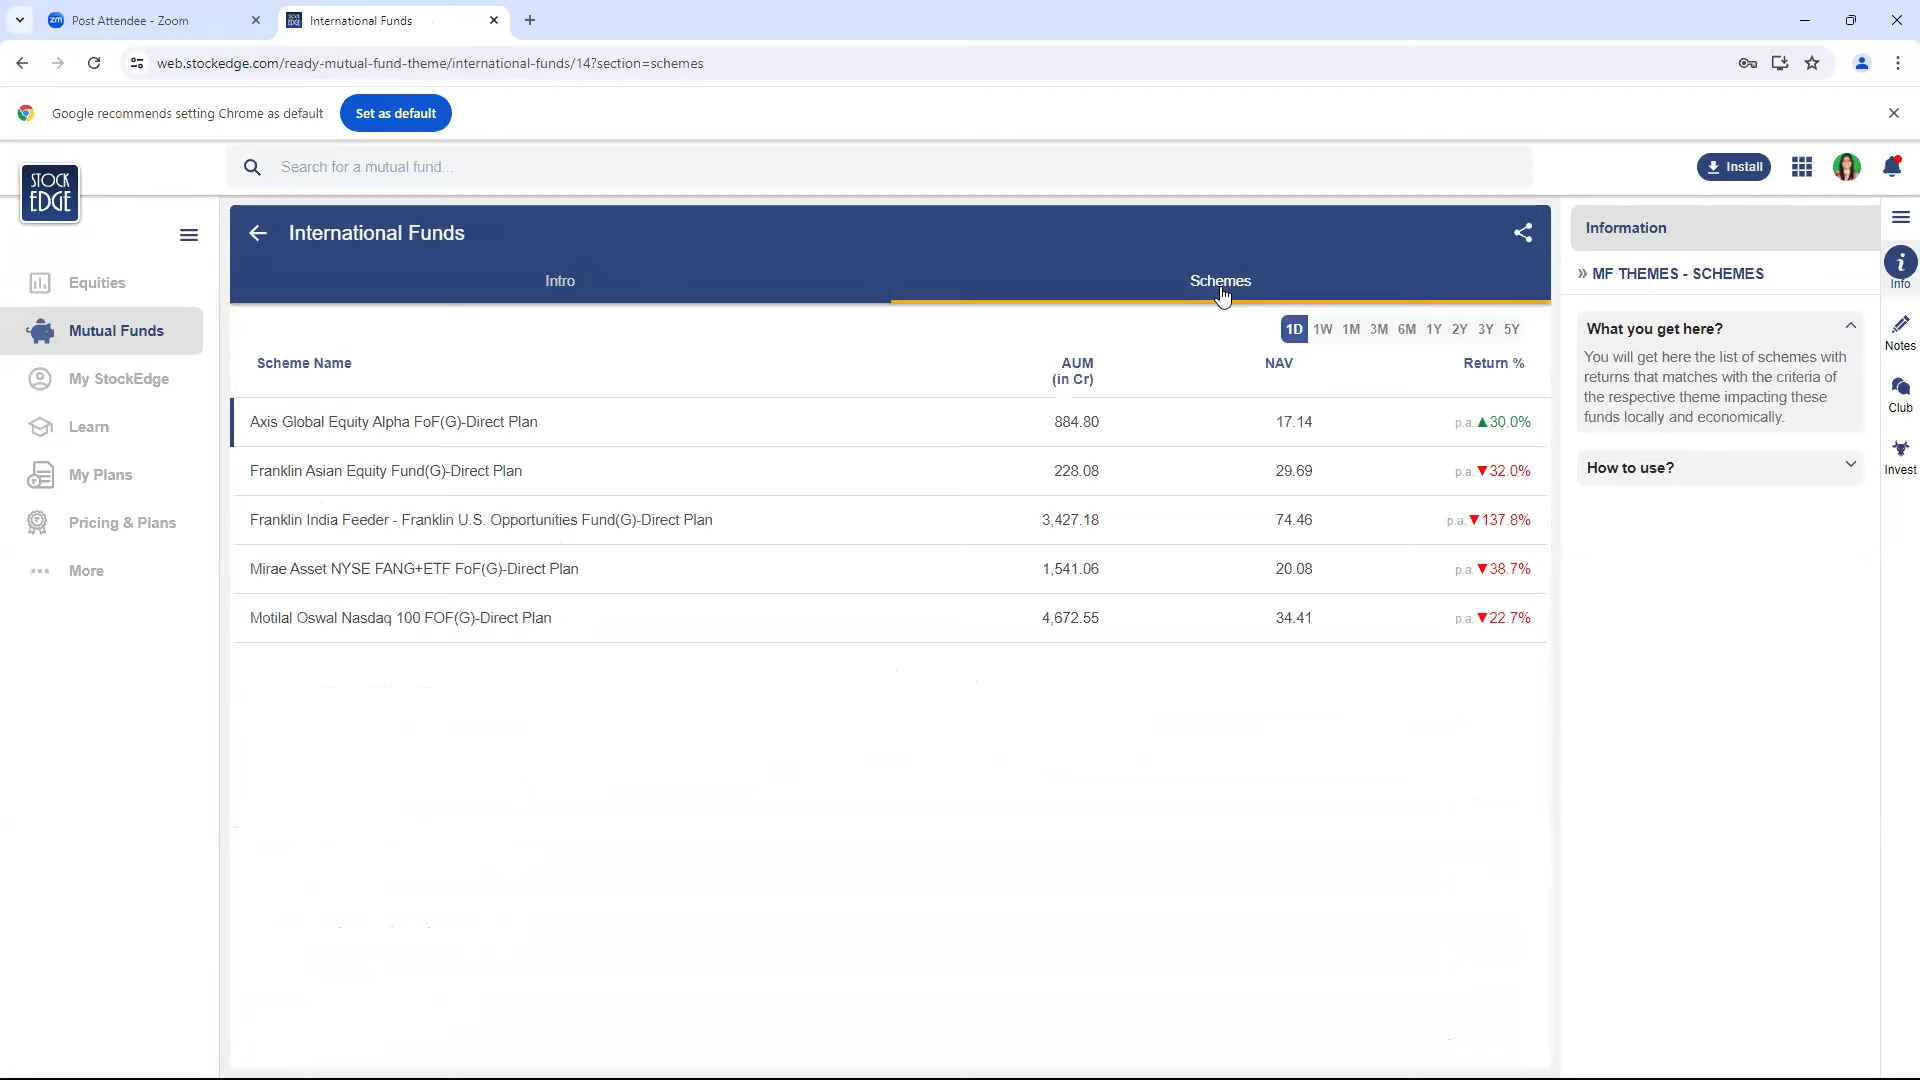 Post Attendee - Zoom
International Funds
web.stockedge.com/ready-mutual-fund-theme/international-funds/14?section=schemes
Google recommends setting Chrome as default
Set as default
STOCK
EDGE
Search for a mutual fund...
Install
Equities
Mutual Funds
My StockEdge
Learn
My Plans
Pricing & Plans
More
International Funds
Intro
Schemes
1D 1W 1M 3M 6M 1Y 2Y 3Y 5Y
Scheme Name AUM (in Cr) NAV Return %
Axis Global Equity Alpha FoF(G)-Direct Plan 884.80 17.14 p.a.▲30.0%
Franklin Asian Equity Fund(G)-Direct Plan 228.08 29.69 p.a.▼32.0%
Franklin India Feeder - Franklin U.S. Opportunities Fund(G)-Direct Plan 3,427.18 74.46 p.a.▼137.8%
Mirae Asset NYSE FANG+ETF FoF(G)-Direct Plan 1,541.06 20.08 p.a.▼38.7%
Motilal Oswal Nasdaq 100 FOF(G)-Direct Plan 4,672.55 34.41 p.a.▼22.7%
Information
» MF THEMES - SCHEMES
What you get here?
You will get here the list of schemes with
returns that matches with the criteria of
the respective theme impacting these
funds locally and economically.
How to use?
Info
Notes
Club
Invest